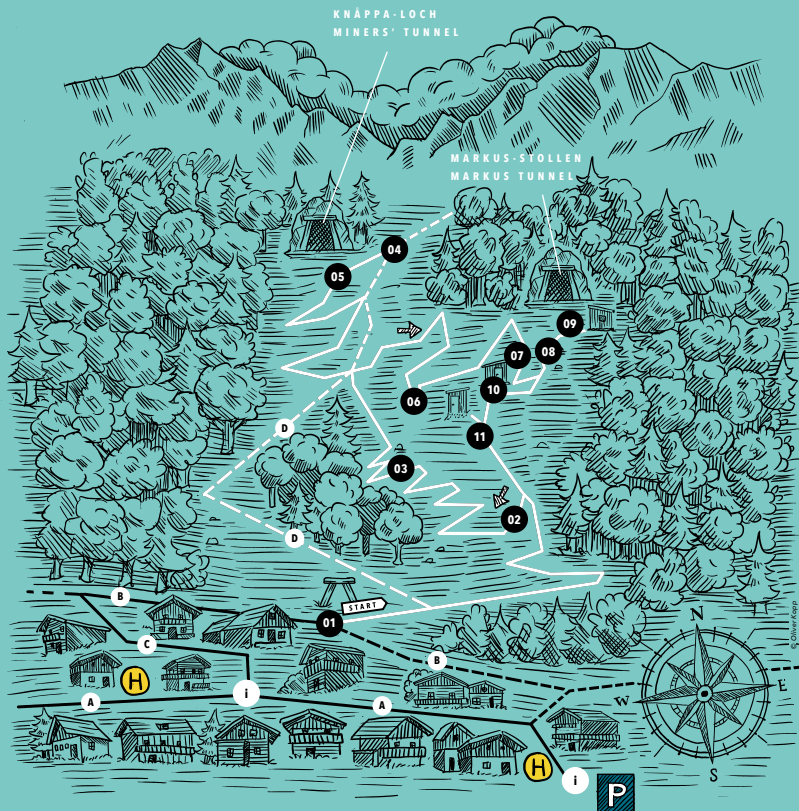 KNÄPPA-LOCH
MINERS' TUNNEL
MARKUS-STOLLEN
MARKUS TUNNEL
04
05
09
07
08
10
06
D
11
03
02
D
B
START
01
© Oliver Kopp
N
C
B
H
i
A
A
W
E
S
H
i
P